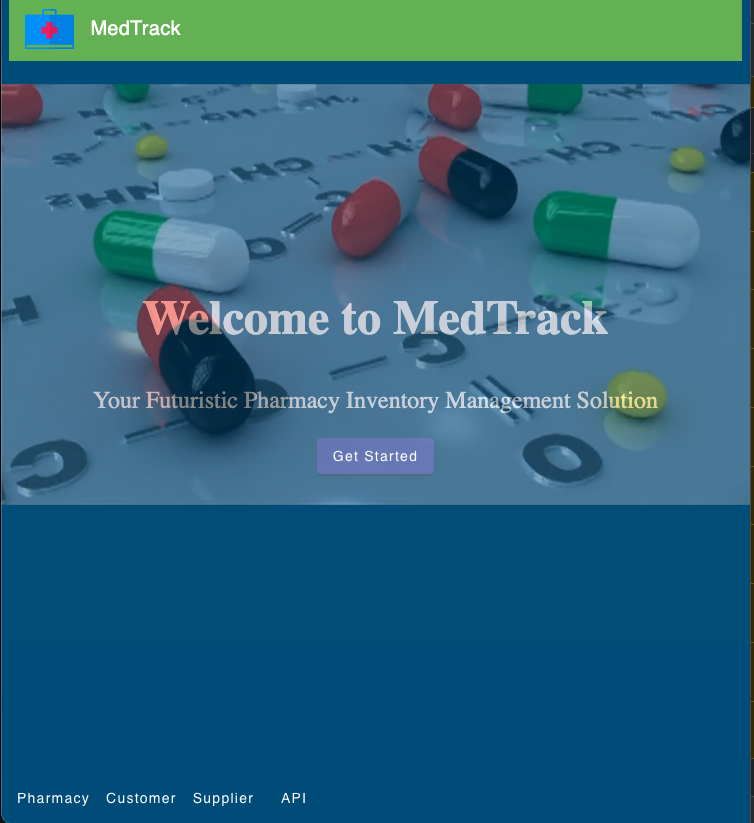 MedTrack
Welcome to MedTrack
Your Futuristic Pharmacy Inventory Management Solution
Get Started
Pharmacy Customer Supplier API